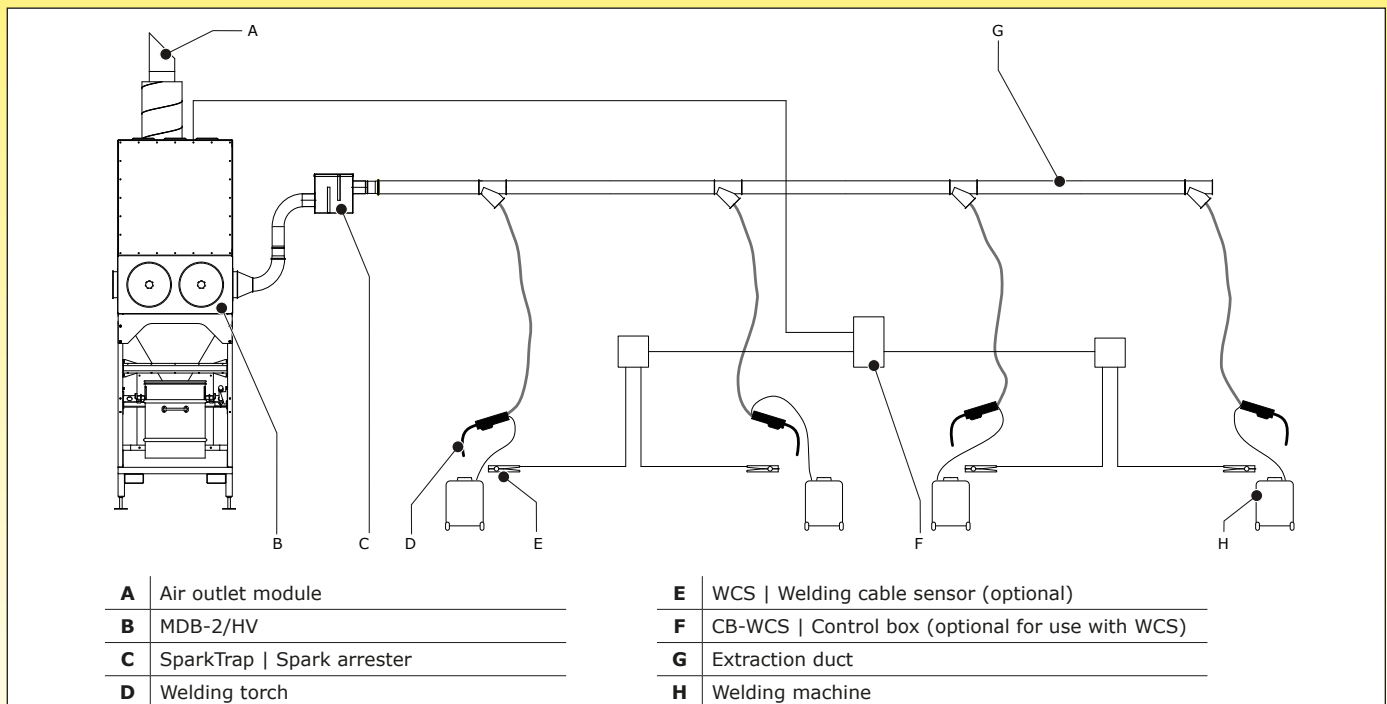 A
G
B
C
D
E
F
H
A Air outlet module
B MDB-2/HV
C SparkTrap | Spark arrester
D Welding torch
E WCS | Welding cable sensor (optional)
F CB-WCS | Control box (optional for use with WCS)
G Extraction duct
H Welding machine